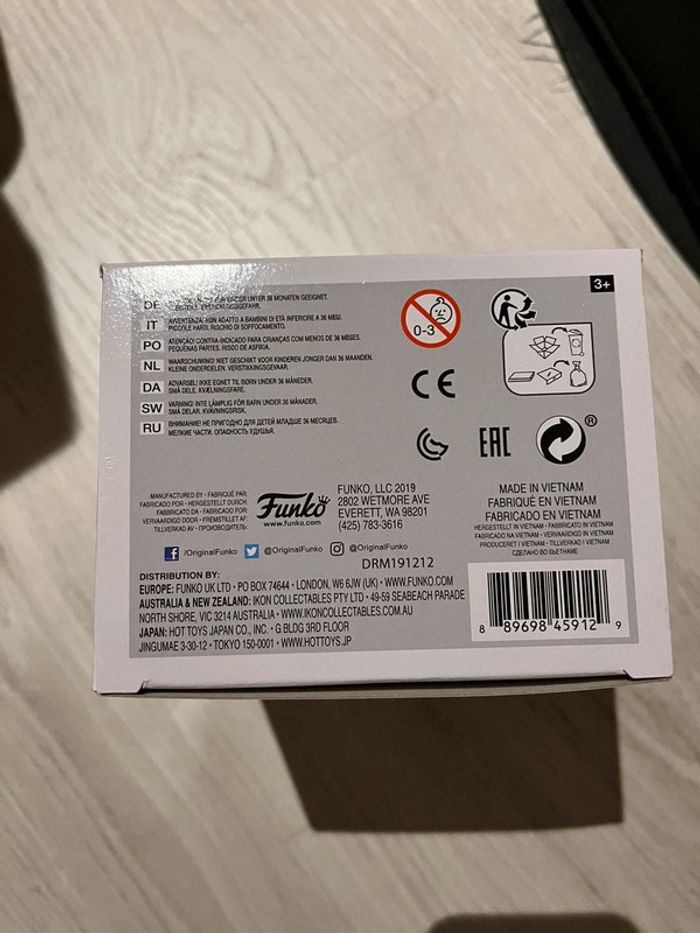 3+
DE UNTER 36 MONATEN GEEIGNET.
IT AVVERTENZA! NON ADATTO A BAMBINI DI ETÀ INFERIORE A 36 MESI.
PICCOLE PARTI. RISCHIO DI SOFFOCAMENTO.
PO ATENÇÃO! CONTRA-INDICADO PARA CRIANÇAS COM MENOS DE 36 MESES.
PEQUENAS PARTES. RISCO DE ASFIXIA.
NL WAARSCHUWING! NIET GESCHIKT VOOR KINDEREN JONGER DAN 36 MAANDEN.
KLEINE ONDERDELEN. VERSTIKKINGSGEVAAR.
DA ADVARSEL! IKKE EGNET TIL BØRN UNDER 36 MÅNEDER.
SMÅ DELE. KVÆLNINGSFARE.
SW VARNING! INTE LÄMPLIG FÖR BARN UNDER 36 MÅNADER.
SMÅ DELAR. KVÄVNINGSRISK.
RU ВНИМАНИЕ! НЕ ПРИГОДНО ДЛЯ ДЕТЕЙ МЛАДШЕ 36 МЕСЯЦЕВ.
МЕЛКИЕ ЧАСТИ. ОПАСНОСТЬ УДУШЬЯ.
0-3
CE
EAC
®
MANUFACTURED BY • FABRIQUÉ PAR
FABRICADO POR • HERGESTELLT DURCH
FABBRICATO DA • FABRICADO POR
VERVAARDIGD DOOR • FREMSTILLET AF
TILLVERKAD AV • ПРОИЗВОДИТЕЛЬ:
Funko
www.funko.com
FUNKO, LLC 2019
2802 WETMORE AVE
EVERETT, WA 98201
(425) 783-3616
MADE IN VIETNAM
FABRIQUÉ EN VIETNAM
FABRICADO EN VIETNAM
HERGESTELLT IN VIETNAM • FABBRICATO IN VIETNAM
FABRICADO NA VIETNAM • VERVAARDIGD IN VIETNAM
PRODUCERET I VIETNAM • TILLVERKAD I VIETNAM
СДЕЛАНО ВО ВЬЕТНАМЕ
/OriginalFunko @OriginalFunko @OriginalFunko
DRM191212
DISTRIBUTION BY:
EUROPE: FUNKO UK LTD • PO BOX 74644 • LONDON, W6 6JW (UK) • WWW.FUNKO.COM
AUSTRALIA & NEW ZEALAND: IKON COLLECTABLES PTY LTD • 49-59 SEABEACH PARADE
NORTH SHORE, VIC 3214 AUSTRALIA • WWW.IKONCOLLECTABLES.COM.AU
JAPAN: HOT TOYS JAPAN CO., INC. • G BLDG 3RD FLOOR
JINGUMAE 3-30-12 • TOKYO 150-0001 • WWW.HOTTOYS.JP
8 89698 45912 9